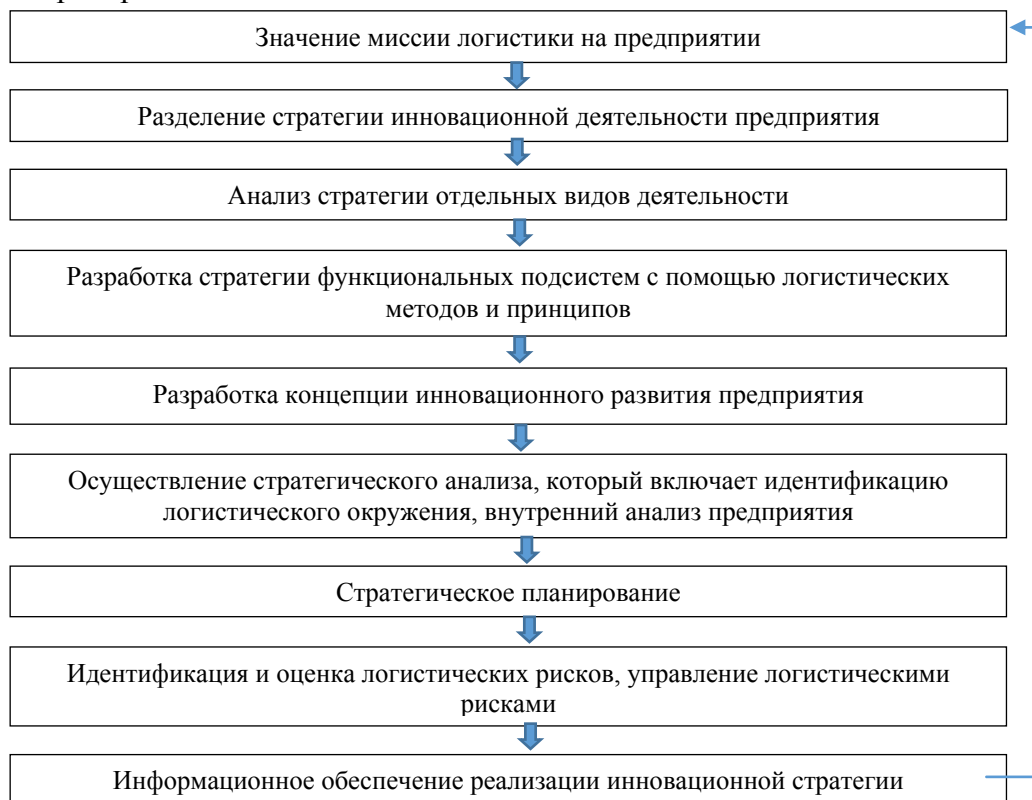 Значение миссии логистики на предприятии
Разделение стратегии инновационной деятельности предприятия
Анализ стратегии отдельных видов деятельности
Разработка стратегии функциональных подсистем с помощью логистических
методов и принципов
Разработка концепции инновационного развития предприятия
Осуществление стратегического анализа, который включает идентификацию
логистического окружения, внутренний анализ предприятия
Стратегическое планирование
Идентификация и оценка логистических рисков, управление логистическими
рисками
Информационное обеспечение реализации инновационной стратегии